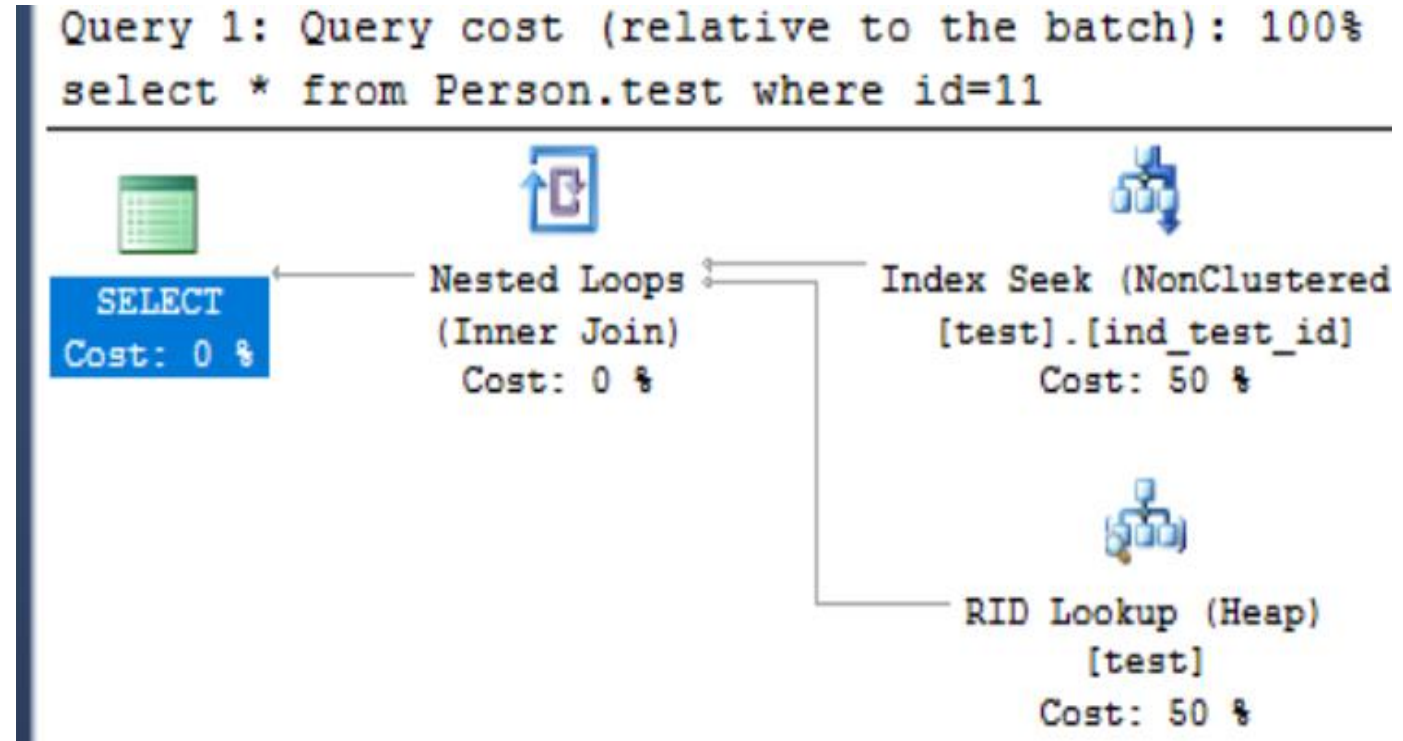 Query 1: Query cost (relative to the batch): 100%
select * from Person.test where id=11
SELECT
Cost: 0 %
Nested Loops
(Inner Join)
Cost: 0 %
Index Seek (NonClustered
[test].[ind_test_id]
Cost: 50 %
RID Lookup (Heap)
[test]
Cost: 50 %